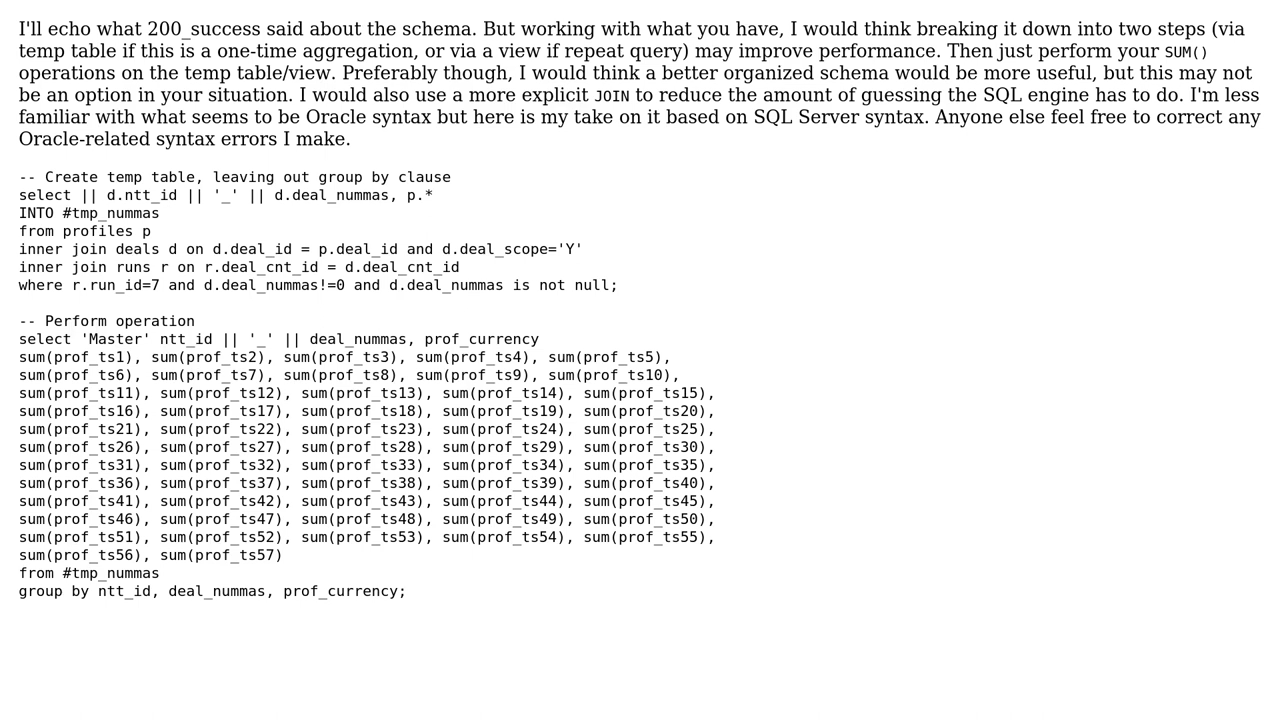 I'll echo what 200_success said about the schema. But working with what you have, I would think breaking it down into two steps (via
temp table if this is a one-time aggregation, or via a view if repeat query) may improve performance. Then just perform your SUM()
operations on the temp table/view. Preferably though, I would think a better organized schema would be more useful, but this may not
be an option in your situation. I would also use a more explicit JOIN to reduce the amount of guessing the SQL engine has to do. I'm less
familiar with what seems to be Oracle syntax but here is my take on it based on SQL Server syntax. Anyone else feel free to correct any
Oracle-related syntax errors I make.
-- Create temp table, leaving out group by clause
select || d.ntt_id || '_' || d.deal_nummas, p.*
INTO #tmp_nummas
from profiles p
inner join deals d on d.deal_id = p.deal_id and d.deal_scope='Y'
inner join runs r on r.deal_cnt_id = d.deal_cnt_id
where r.run_id=7 and d.deal_nummas!=0 and d.deal_nummas is not null;
-- Perform operation
select 'Master' ntt_id || '_' || deal_nummas, prof_currency
sum(prof_ts1), sum(prof_ts2), sum(prof_ts3), sum(prof_ts4), sum(prof_ts5),
sum(prof_ts6), sum(prof_ts7), sum(prof_ts8), sum(prof_ts9), sum(prof_ts10),
sum(prof_ts11), sum(prof_ts12), sum(prof_ts13), sum(prof_ts14), sum(prof_ts15),
sum(prof_ts16), sum(prof_ts17), sum(prof_ts18), sum(prof_ts19), sum(prof_ts20),
sum(prof_ts21), sum(prof_ts22), sum(prof_ts23), sum(prof_ts24), sum(prof_ts25),
sum(prof_ts26), sum(prof_ts27), sum(prof_ts28), sum(prof_ts29), sum(prof_ts30),
sum(prof_ts31), sum(prof_ts32), sum(prof_ts33), sum(prof_ts34), sum(prof_ts35),
sum(prof_ts36), sum(prof_ts37), sum(prof_ts38), sum(prof_ts39), sum(prof_ts40),
sum(prof_ts41), sum(prof_ts42), sum(prof_ts43), sum(prof_ts44), sum(prof_ts45),
sum(prof_ts46), sum(prof_ts47), sum(prof_ts48), sum(prof_ts49), sum(prof_ts50),
sum(prof_ts51), sum(prof_ts52), sum(prof_ts53), sum(prof_ts54), sum(prof_ts55),
sum(prof_ts56), sum(prof_ts57)
from #tmp_nummas
group by ntt_id, deal_nummas, prof_currency;